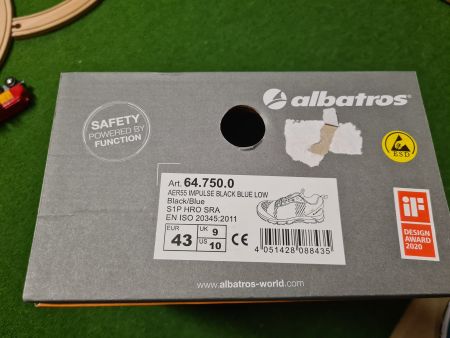 albatros®
SAFETY
POWERED BY
FUNCTION
ESD
Art. 64.750.0
AER55 IMPULSE BLACK BLUE LOW
Black/Blue
S1P HRO SRA
EN ISO 20345:2011
EUR 43 UK 9 US 10 CE
4 051428 088435
iF
DESIGN
AWARD
2020
www.albatros-world.com